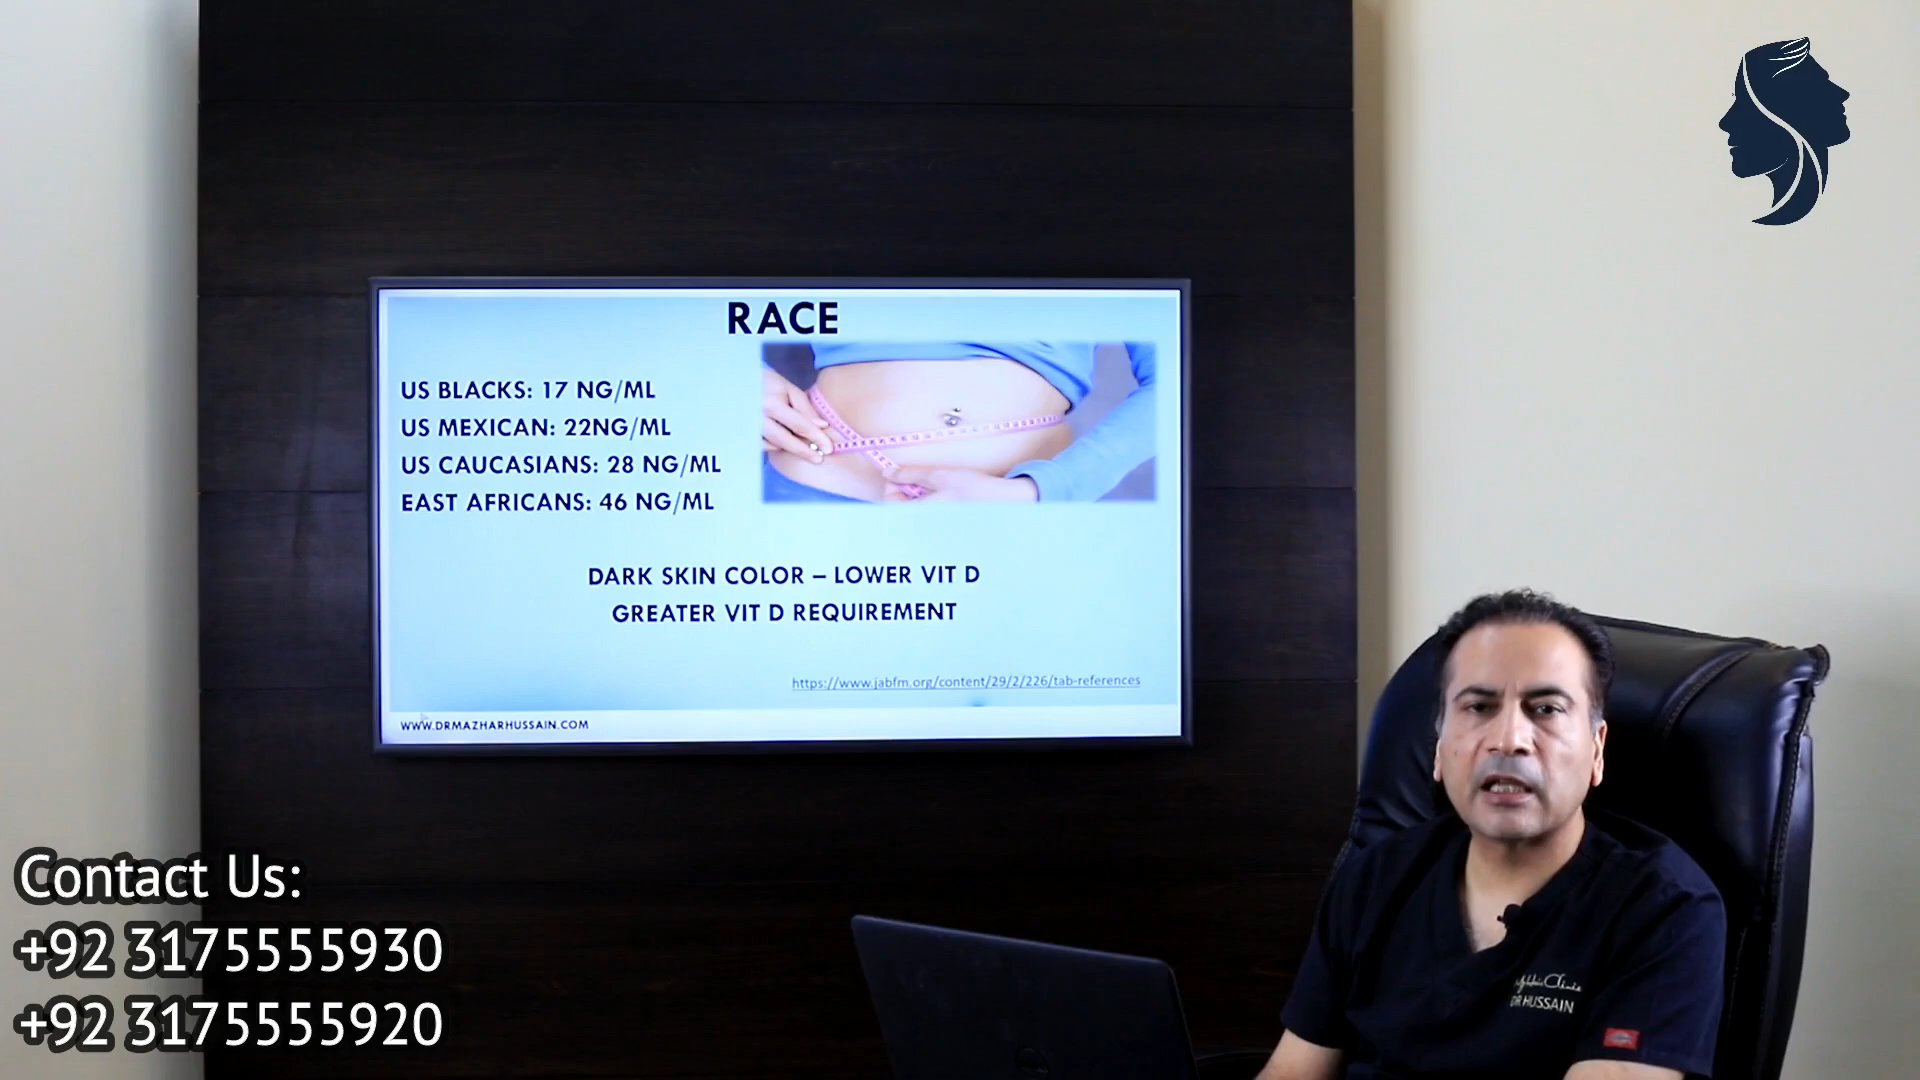 RACE
US BLACKS: 17 NG/ML
US MEXICAN: 22NG/ML
US CAUCASIANS: 28 NG/ML
EAST AFRICANS: 46 NG/ML
DARK SKIN COLOR – LOWER VIT D
GREATER VIT D REQUIREMENT
https://www.jabfm.org/content/29/2/226/tab-references
WWW.DRMAZHARHUSSAIN.COM
Contact Us:
+92 3175555930
+92 3175555920
Clinic
DR HUSSAIN